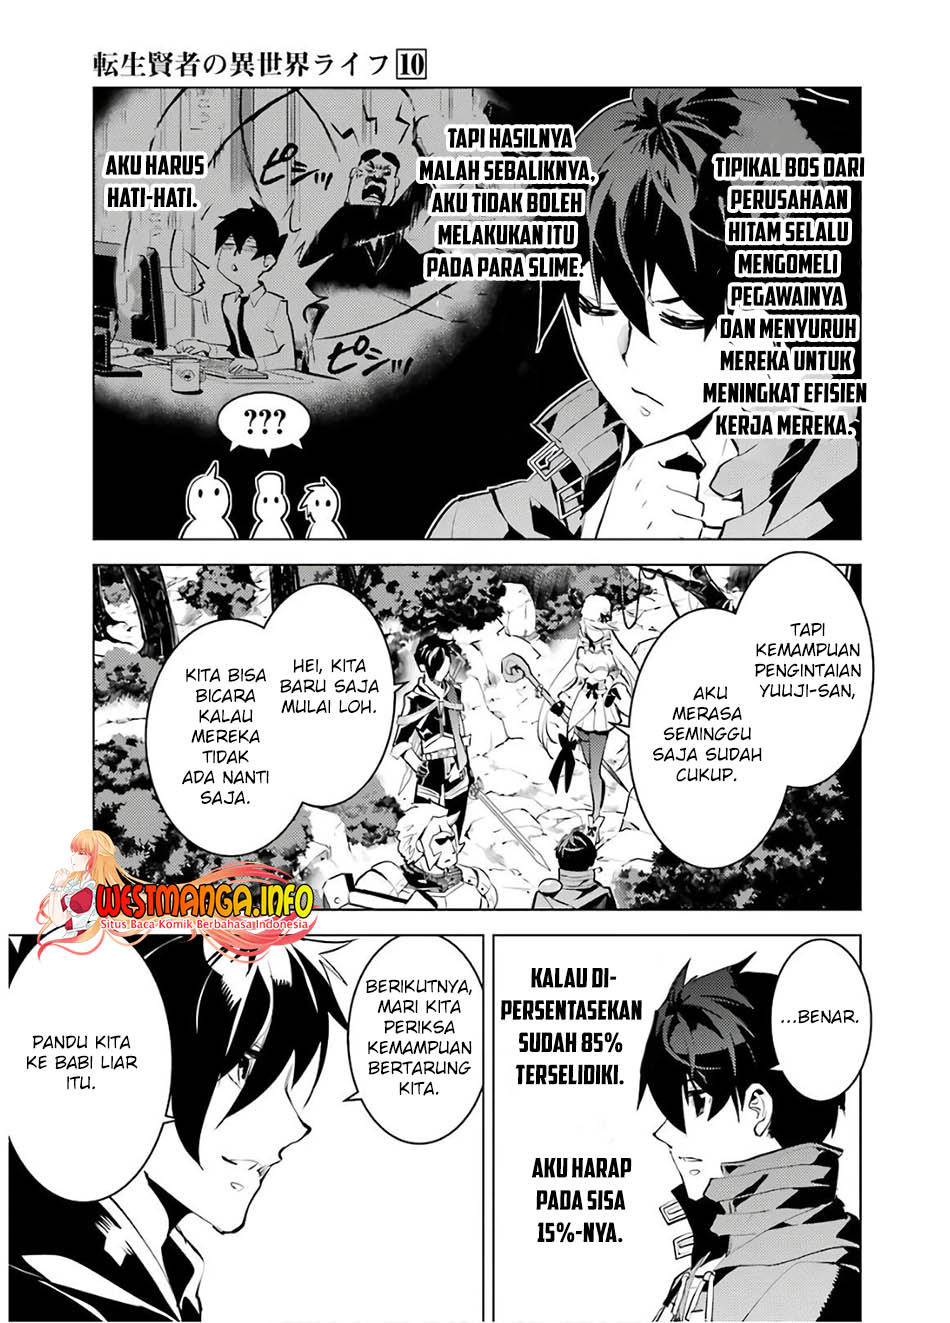 転生賢者の異世界ライフ 10
TIPIKAL BOS DARI
PERUSAHAAN
HITAM SELALU
MENGOMELI
PEGAWAINYA
DAN MENYURUH
MEREKA UNTUK
MENINGKAT EFISIEN
KERJA MEREKA.
TAPI HASILNYA
MALAH SEBALIKNYA,
AKU TIDAK BOLEH
MELAKUKAN ITU
PADA PARA SLIME.
AKU HARUS
HATI-HATI.
ピシッ
ピシッ
???
TAPI
KEMAMPUAN
PENGINTAIAN
YUUJI-SAN,
AKU
MERASA
SEMINGGU
SAJA SUDAH
CUKUP.
HEI, KITA
BARU SAJA
MULAI LOH.
KITA BISA
BICARA
KALAU
MEREKA
TIDAK
ADA NANTI
SAJA.
WESTMANGA.INFO
Situs Baca Komik Berbahasa Indonesia
...BENAR.
KALAU DI-
PERSENTASEKAN
SUDAH 85%
TERSELIDIKI.
AKU HARAP
PADA SISA
15%-NYA.
BERIKUTNYA,
MARI KITA
PERIKSA
KEMAMPUAN
BERTARUNG
KITA.
PANDU KITA
KE BABI LIAR
ITU.